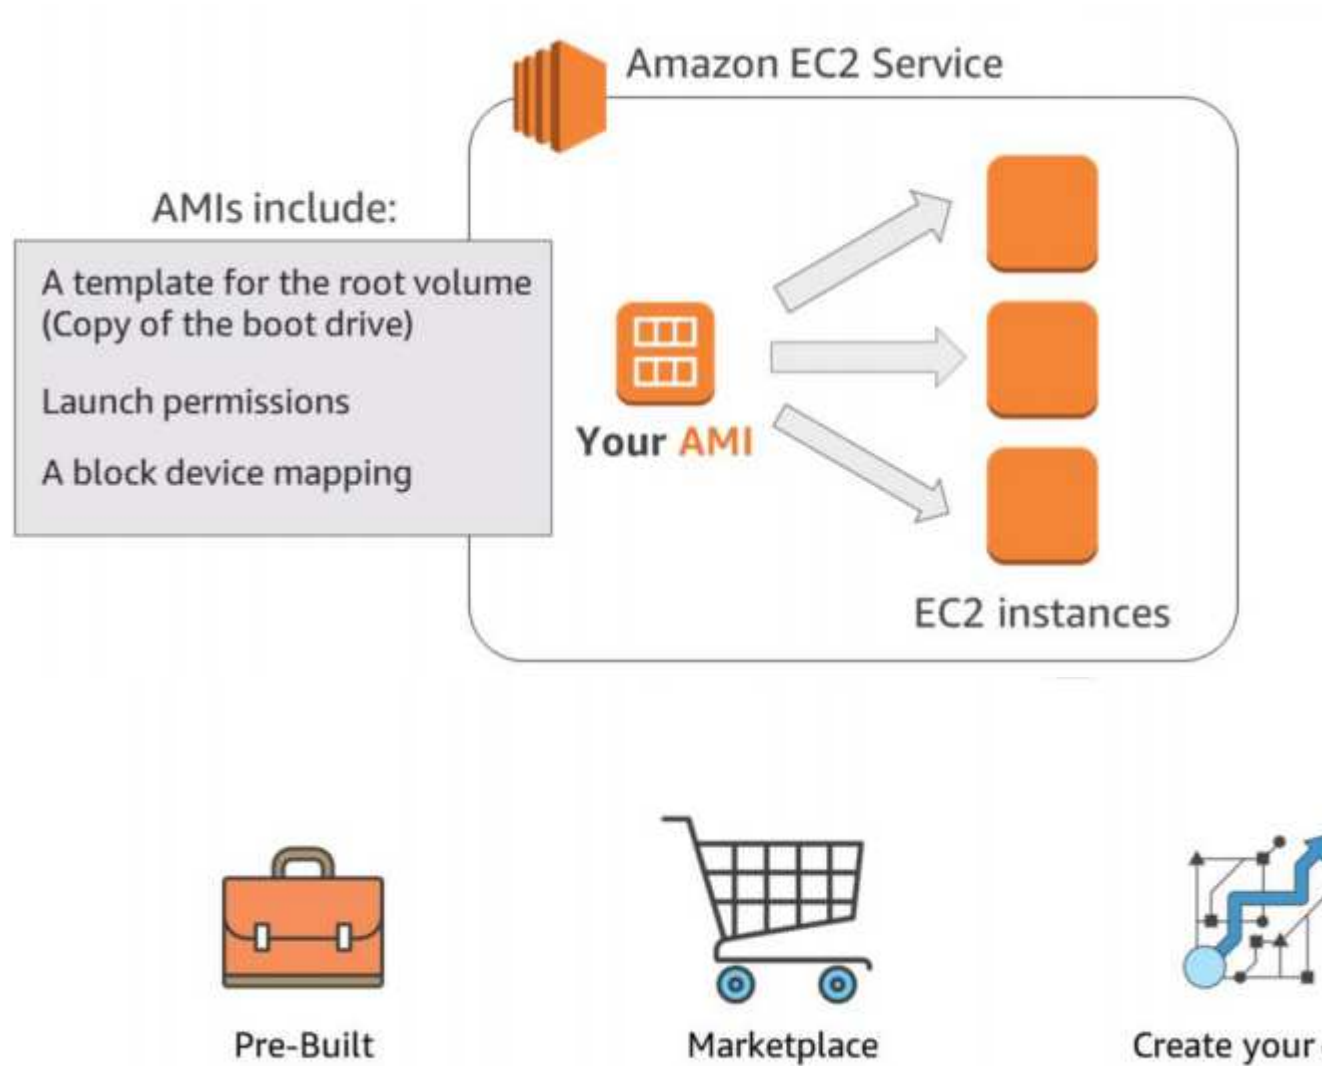 Amazon EC2 Service
AMIs include:
A template for the root volume
(Copy of the boot drive)
Launch permissions
A block device mapping
Your AMI
EC2 instances
Pre-Built
Marketplace
Create your